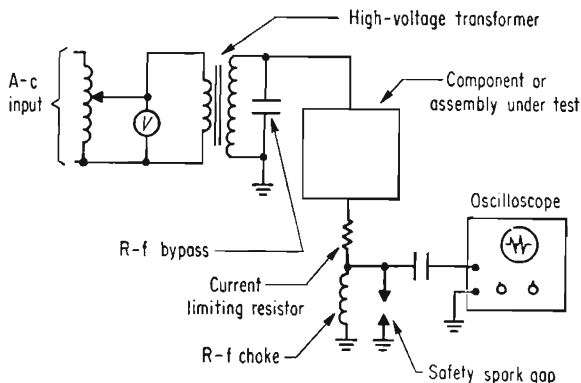 High-voltage transformer
A-c
input
V
Component or
assembly under test
Oscilloscope
R-f bypass
Current
limiting resistor
R-f choke
Safety spark gap